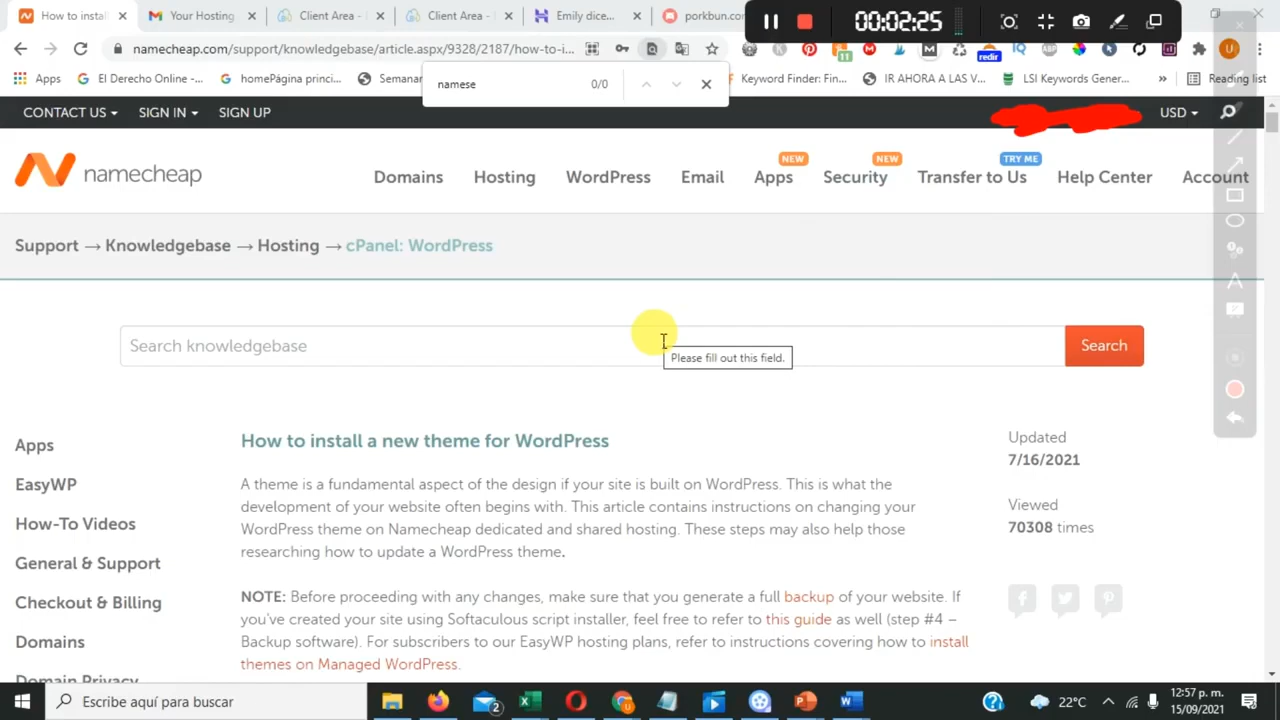 How to install
Your Hosting
Client Area -
Client Area -
Emily dice...
porkbun.com
00:02:25
namecheap.com/support/knowledgebase/article.aspx/9328/2187/how-to-i...
11
redir
ABP
U
Apps
El Derecho Online -...
homePágina princi...
Semanar
namese
0/0
Keyword Finder: Fin...
IR AHORA A LAS V...
LSI Keywords Gener...
»
Reading list
CONTACT US
SIGN IN
SIGN UP
USD
namecheap
Domains
Hosting
WordPress
Email
NEW
Apps
NEW
Security
TRY ME
Transfer to Us
Help Center
Account
Support → Knowledgebase → Hosting → cPanel: WordPress
Search knowledgebase
Search
Please fill out this field.
Apps
EasyWP
How-To Videos
General & Support
Checkout & Billing
Domains
Domain Privacy
How to install a new theme for WordPress
A theme is a fundamental aspect of the design if your site is built on WordPress. This is what the
development of your website often begins with. This article contains instructions on changing your
WordPress theme on Namecheap dedicated and shared hosting. These steps may also help those
researching how to update a WordPress theme.
NOTE: Before proceeding with any changes, make sure that you generate a full backup of your website. If
you've created your site using Softaculous script installer, feel free to refer to this guide as well (step #4 –
Backup software). For subscribers to our EasyWP hosting plans, refer to instructions covering how to install
themes on Managed WordPress.
Updated
7/16/2021
Viewed
70308 times
Escribe aquí para buscar
2
22°C
12:57 p. m.
15/09/2021